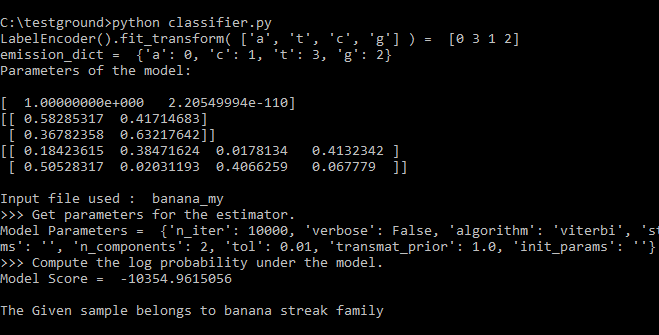 C:\testground>python classifier.py
LabelEncoder().fit_transform( ['a', 't', 'c', 'g'] ) =  [0 3 1 2]
emission_dict =  {'a': 0, 'c': 1, 't': 3, 'g': 2}
Parameters of the model:
[  1.00000000e+000   2.20549994e-110]
[[ 0.58285317  0.41714683]
 [ 0.36782358  0.63217642]]
[[ 0.18423615  0.38471624  0.0178134   0.4132342 ]
 [ 0.50528317  0.02031193  0.4066259   0.067779  ]]
Input file used :  banana_my
>>> Get parameters for the estimator.
Model Parameters =  {'n_iter': 10000, 'verbose': False, 'algorithm': 'viterbi', 'st
ms': '', 'n_components': 2, 'tol': 0.01, 'transmat_prior': 1.0, 'init_params': ''}
>>> Compute the log probability under the model.
Model Score =  -10354.9615056
The Given sample belongs to banana streak family